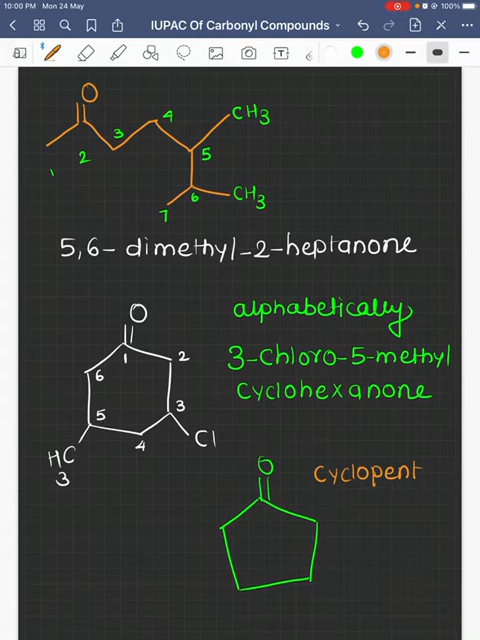 10:00 PM Mon 24 May
100%
IUPAC Of Carbonyl Compounds
O
CH3
4
3
2
5
1
6
CH3
7
5,6- dimethyl-2-heptanone
O
alphabetically
1
2
3-Chloro-5-methyl
6
cyclohexanone
5
3
4
Cl
HC
3
O
cyclopent